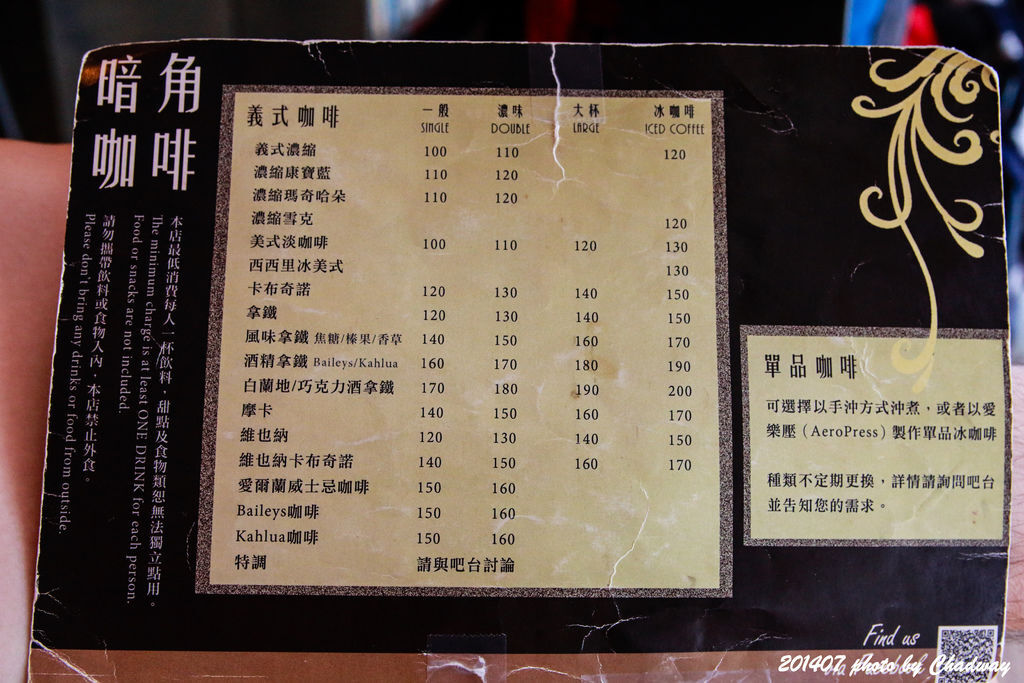 暗角
咖啡
本店最低消費每人一杯飲料，甜點及食物類恕無法獨立點用。
The minimum charge is at least ONE DRINK for each person.
Food or snacks are not included.
請勿攜帶飲料或食物入內，本店禁止外食。
Please don't bring any drinks or food from outside.
義式咖啡 一般 濃味 大杯 冰咖啡
SINGLE DOUBLE LARGE ICED COFFEE
義式濃縮 100 110 120
濃縮康寶藍 110 120
濃縮瑪奇哈朵 110 120
濃縮雪克 120
美式淡咖啡 100 110 120 130
西西里冰美式 130
卡布奇諾 120 130 140 150
拿鐵 120 130 140 150
風味拿鐵 焦糖/榛果/香草 140 150 160 170
酒精拿鐵 Baileys/Kahlua 160 170 180 190
白蘭地/巧克力酒拿鐵 170 180 190 200
摩卡 140 150 160 170
維也納 120 130 140 150
維也納卡布奇諾 140 150 160 170
愛爾蘭威士忌咖啡 150 160
Baileys咖啡 150 160
Kahlua咖啡 150 160
特調 請與吧台討論
單品咖啡
可選擇以手沖方式沖煮，或者以愛
樂壓（AeroPress）製作單品冰咖啡
種類不定期更換，詳情請詢問吧台
並告知您的需求。
Find us
201407 photo by Chadway